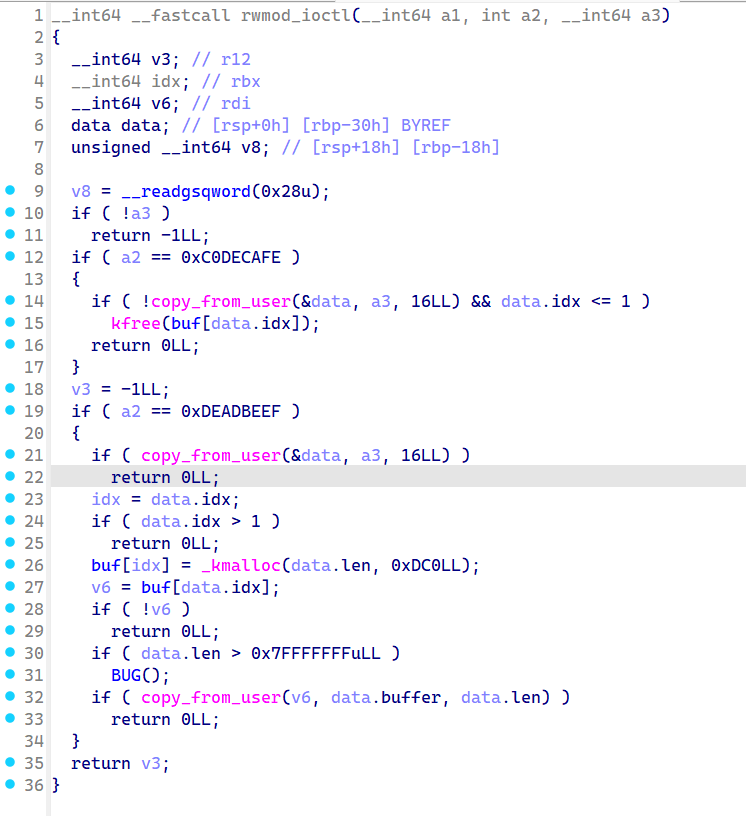 1 __int64 __fastcall rwmod_ioctl(__int64 a1, int a2, __int64 a3)
2 {
3   __int64 v3; // r12
4   __int64 idx; // rbx
5   __int64 v6; // rdi
6   data data; // [rsp+0h] [rbp-30h] BYREF
7   unsigned __int64 v8; // [rsp+18h] [rbp-18h]
8
9   v8 = __readgsqword(0x28u);
10   if ( !a3 )
11     return -1LL;
12   if ( a2 == 0xC0DECAFE )
13   {
14     if ( !copy_from_user(&data, a3, 16LL) && data.idx <= 1 )
15       kfree(buf[data.idx]);
16     return 0LL;
17   }
18   v3 = -1LL;
19   if ( a2 == 0xDEADBEEF )
20   {
21     if ( copy_from_user(&data, a3, 16LL) )
22       return 0LL;
23     idx = data.idx;
24     if ( data.idx > 1 )
25       return 0LL;
26     buf[idx] = _kmalloc(data.len, 0xDC0LL);
27     v6 = buf[data.idx];
28     if ( !v6 )
29       return 0LL;
30     if ( data.len > 0x7FFFFFFFuLL )
31       BUG();
32     if ( copy_from_user(v6, data.buffer, data.len) )
33       return 0LL;
34   }
35   return v3;
36 }